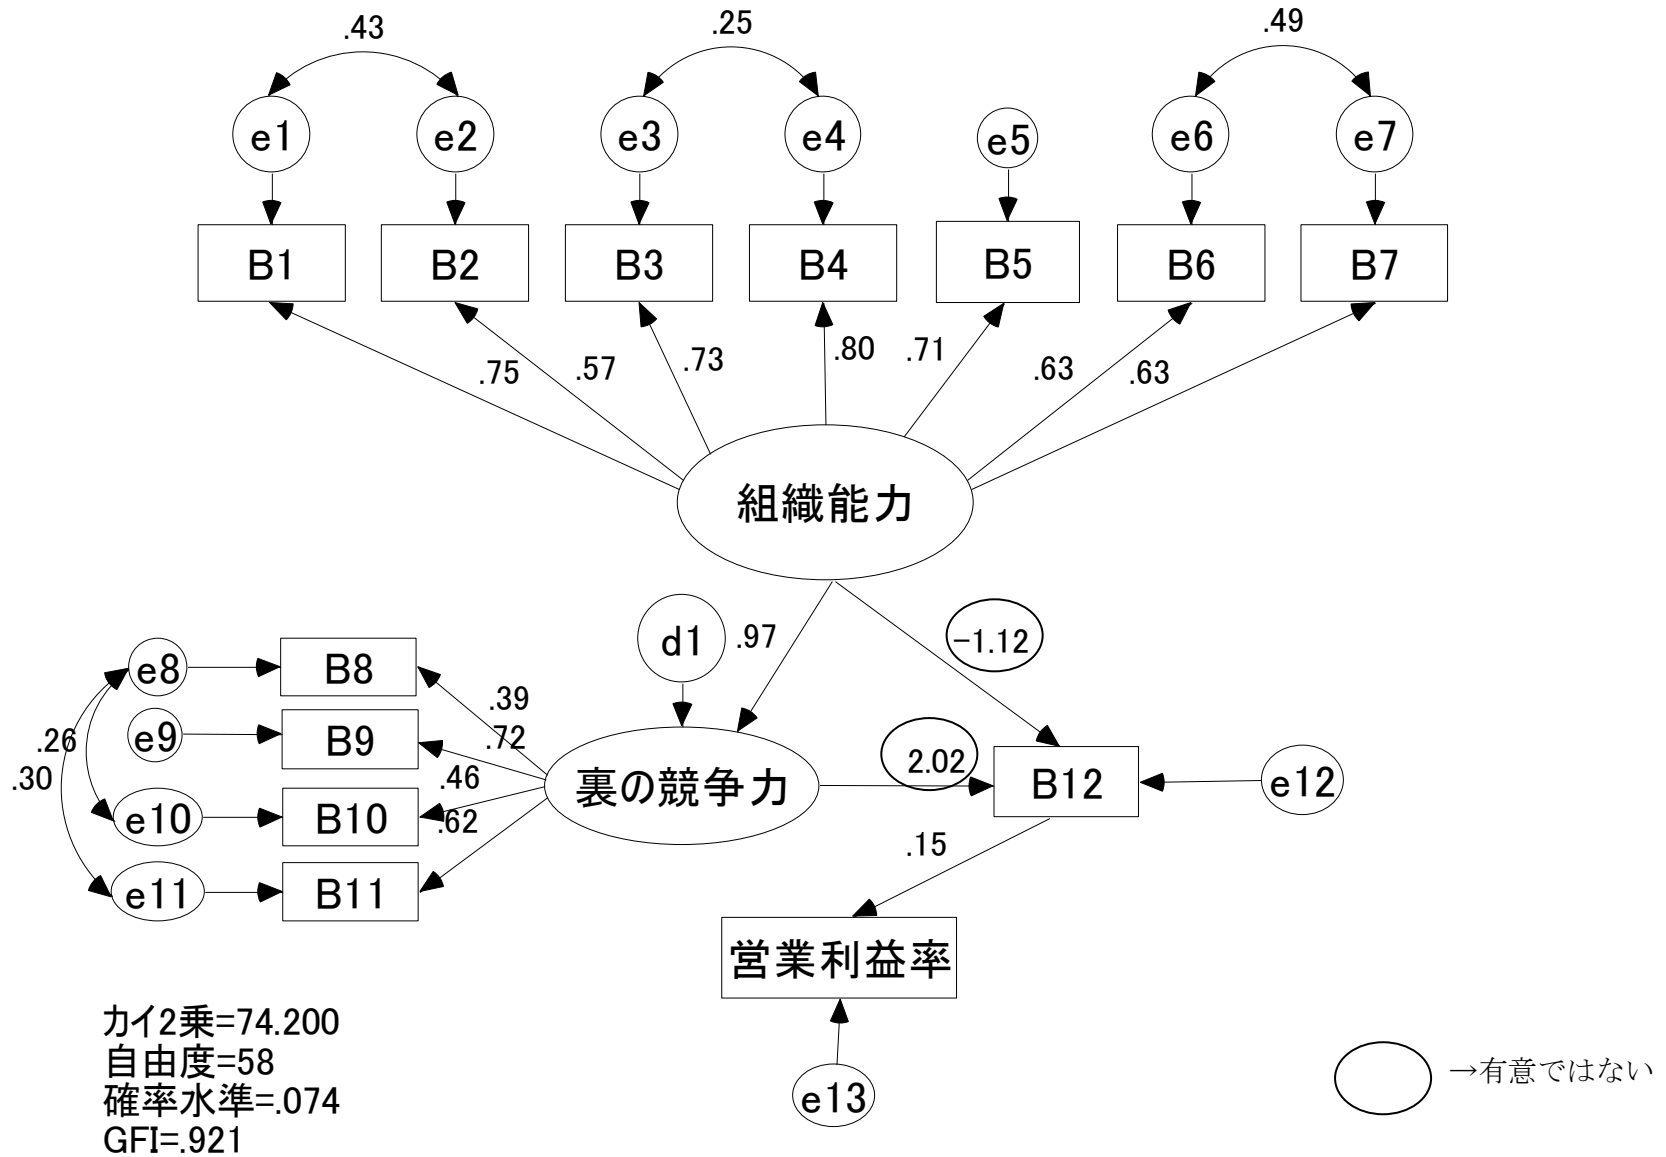 .43
.25
.49
e1
e2
e3
e4
e5
e6
e7
B1
B2
B3
B4
B5
B6
B7
.75
.57
.73
.80
.71
.63
.63
組織能力
d1
.97
-1.12
e8
B8
.39
e9
B9
.72
.26
.30
.46
裏の競争力
2.02
B12
e12
e10
B10
.62
.15
e11
B11
営業利益率
カイ2乗=74.200
自由度=58
確率水準=.074
GFI=.921
e13
→有意ではない